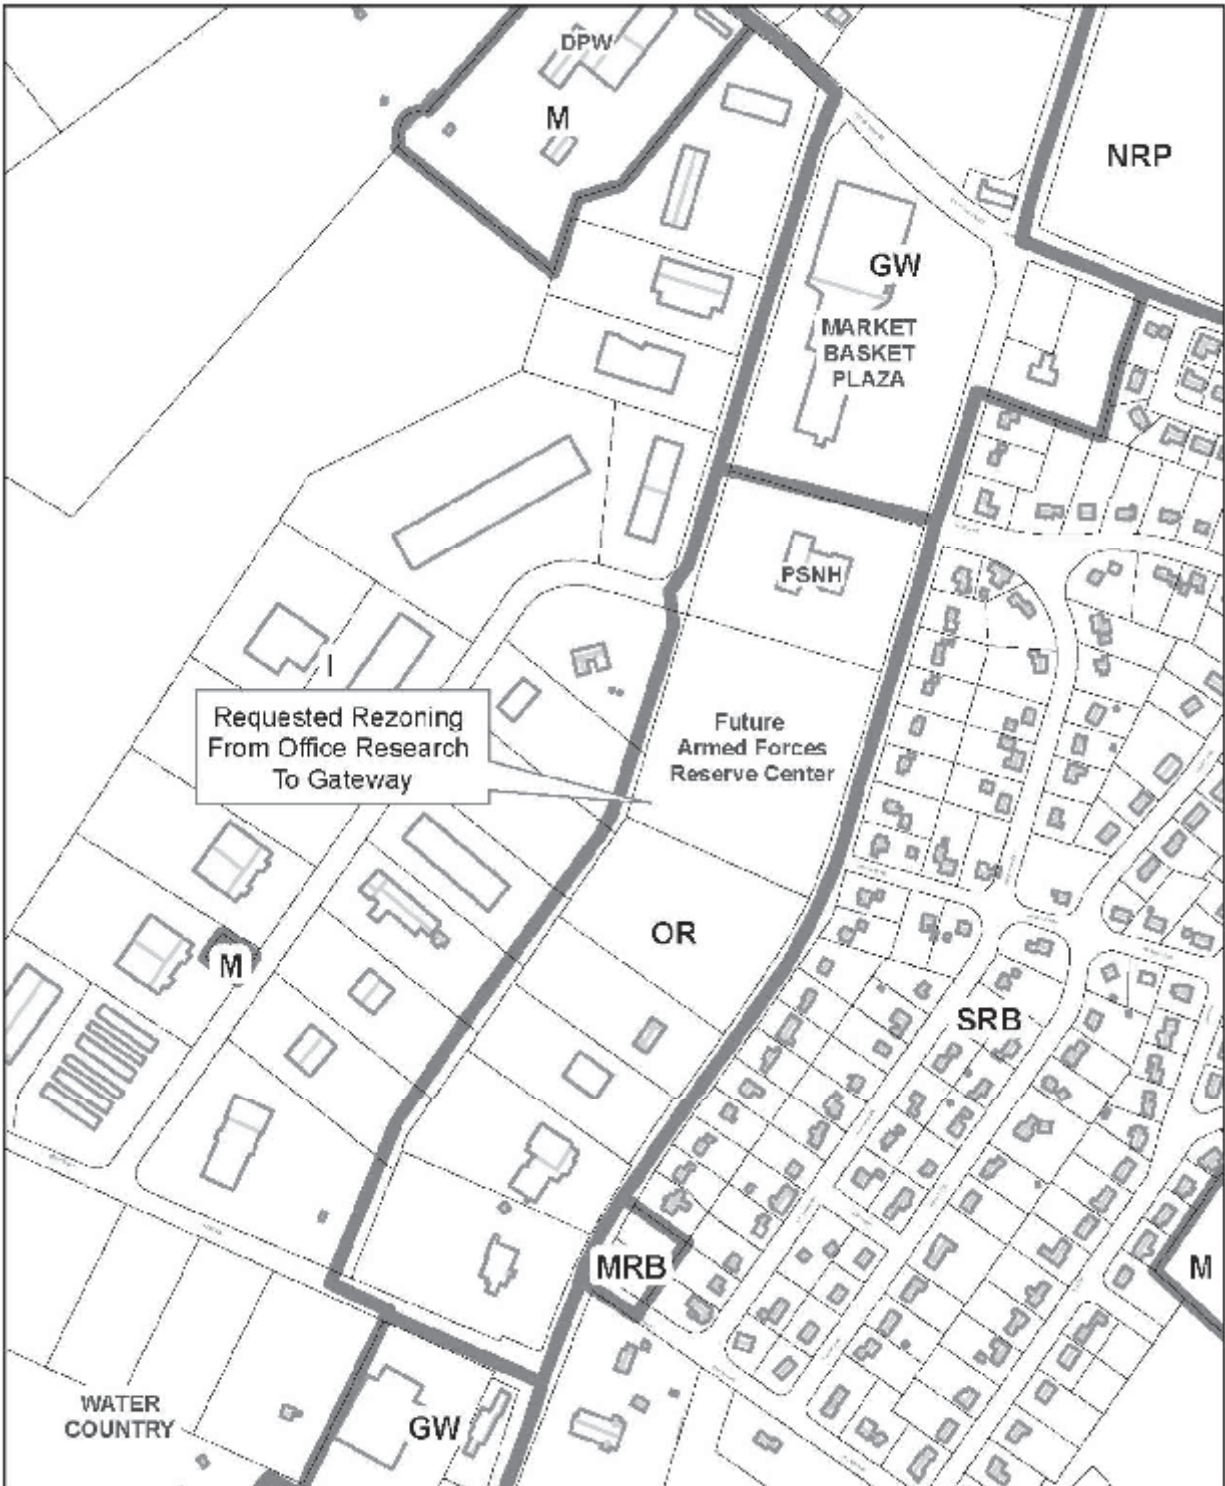 DPW
M
NRP
GW
MARKET
BASKET
PLAZA
PSNH
I
Requested Rezoning
From Office Research
To Gateway
Future
Armed Forces
Reserve Center
OR
M
SRB
MRB
M
WATER
COUNTRY
GW